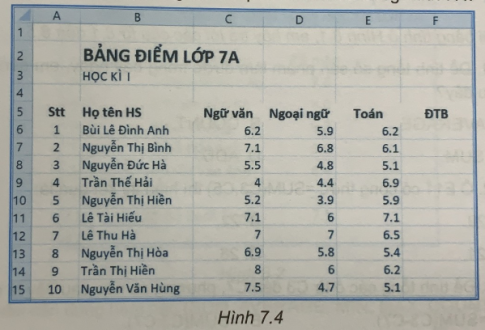 A B C D E F
1
2 BẢNG ĐIỂM LỚP 7A
3 HỌC KÌ I
4
5 Stt Họ tên HS Ngữ văn Ngoại ngữ Toán ĐTB
6 1 Bùi Lê Đình Anh 6.2 5.9 6.2
7 2 Nguyễn Thị Bình 7.1 6.8 6.1
8 3 Nguyễn Đức Hà 5.5 4.8 5.1
9 4 Trần Thế Hải 4 4.4 6.9
10 5 Nguyễn Thị Hiền 5.2 3.9 5.9
11 6 Lê Tài Hiếu 7.1 6 7.1
12 7 Lê Thu Hà 7 7 6.5
13 8 Nguyễn Thị Hòa 6.9 5.8 5.4
14 9 Trần Thị Hiền 8 6 6.2
15 10 Nguyễn Văn Hùng 7.5 4.7 5.1
Hình 7.4